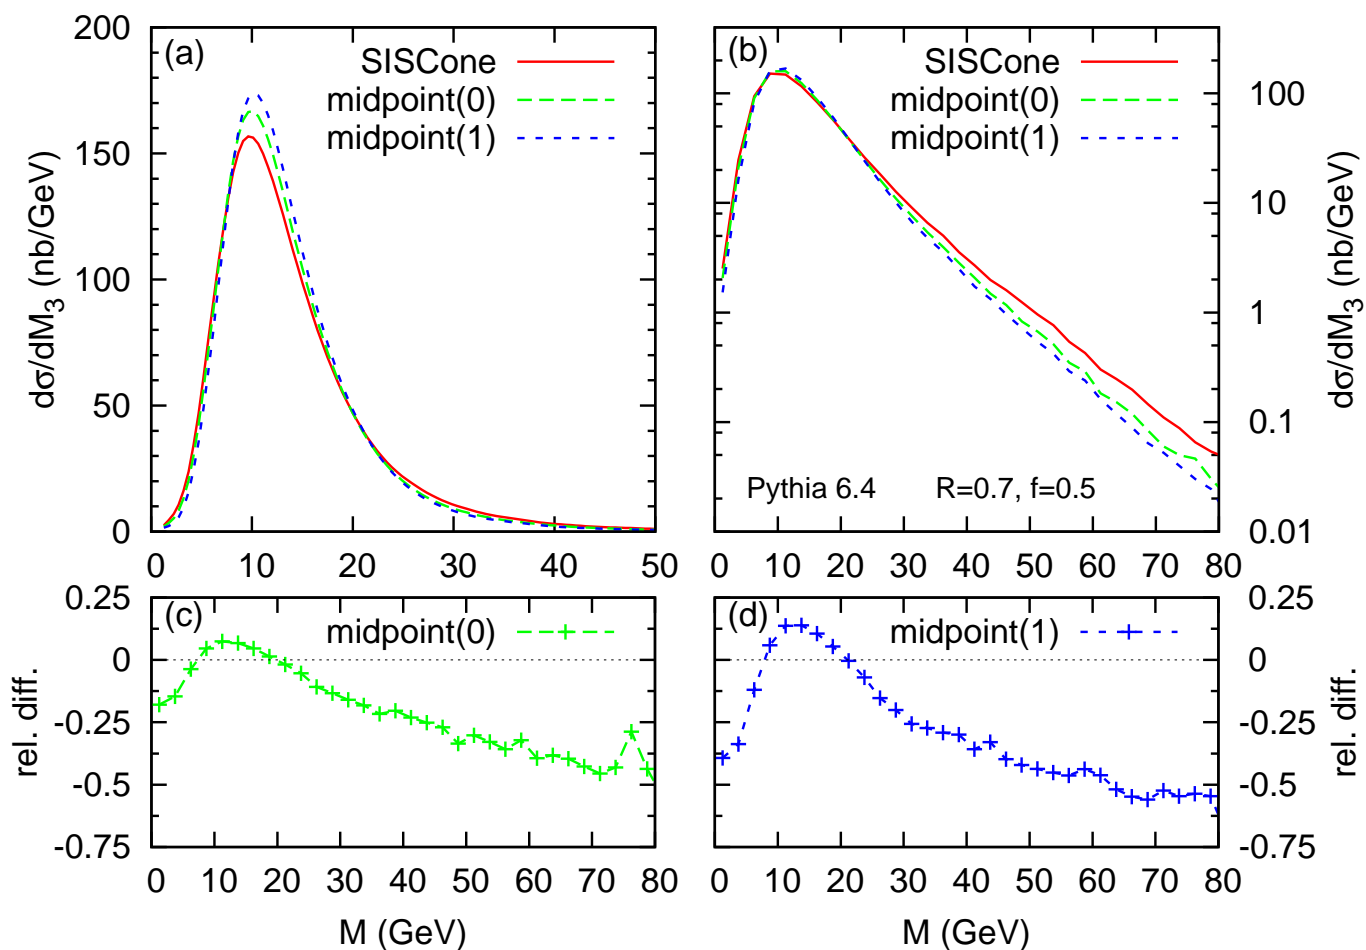 (a)
SISCone
midpoint(0)
midpoint(1)
200
150
100
50
0
dσ/dM3 (nb/GeV)
0 10 20 30 40 50
(b)
SISCone
midpoint(0)
midpoint(1)
Pythia 6.4 R=0.7, f=0.5
100
10
1
0.1
0.01
dσ/dM3 (nb/GeV)
0 10 20 30 40 50 60 70 80
(c)
midpoint(0)
0.25
0
-0.25
-0.5
-0.75
rel. diff.
0 10 20 30 40 50 60 70 80
M (GeV)
(d)
midpoint(1)
0.25
0
-0.25
-0.5
-0.75
rel. diff.
0 10 20 30 40 50 60 70 80
M (GeV)